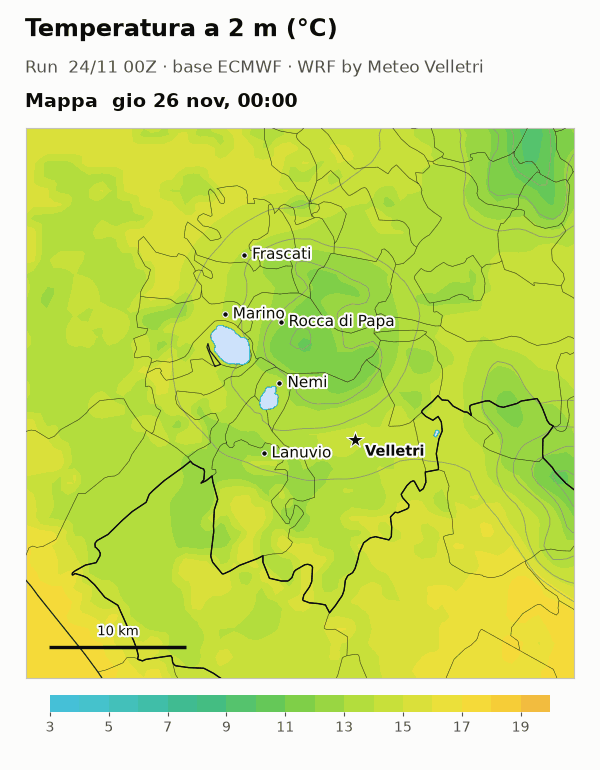 Temperatura a 2 m (°C)
Run  24/11 00Z · base ECMWF · WRF by Meteo Velletri
Mappa  gio 26 nov, 00:00
Frascati
Marino
Rocca di Papa
Nemi
Velletri
Lanuvio
10 km
3 5 7 9 11 13 15 17 19